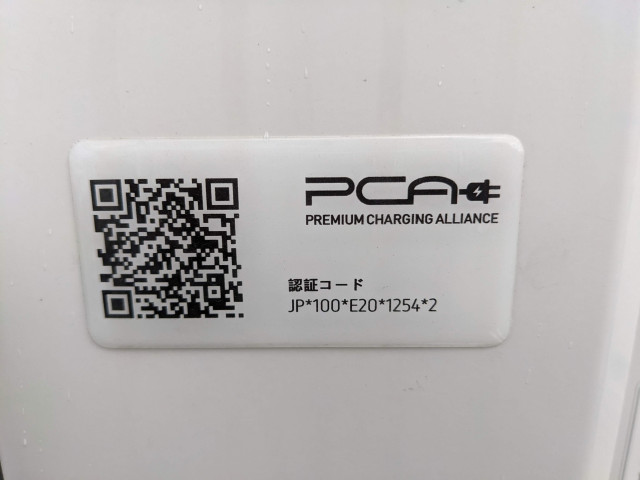 PCA
PREMIUM CHARGING ALLIANCE
認証コード
JP*100*E20*1254*2